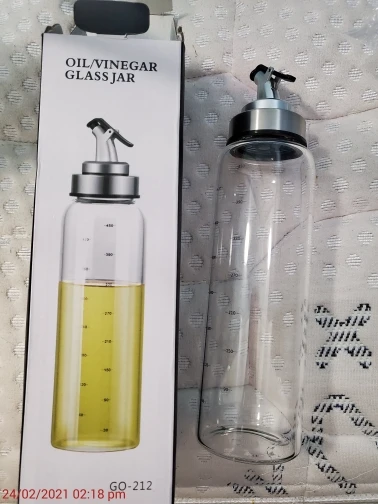 OIL/VINEGAR
GLASS JAR
GO-212
24/02/2021 02:18 pm